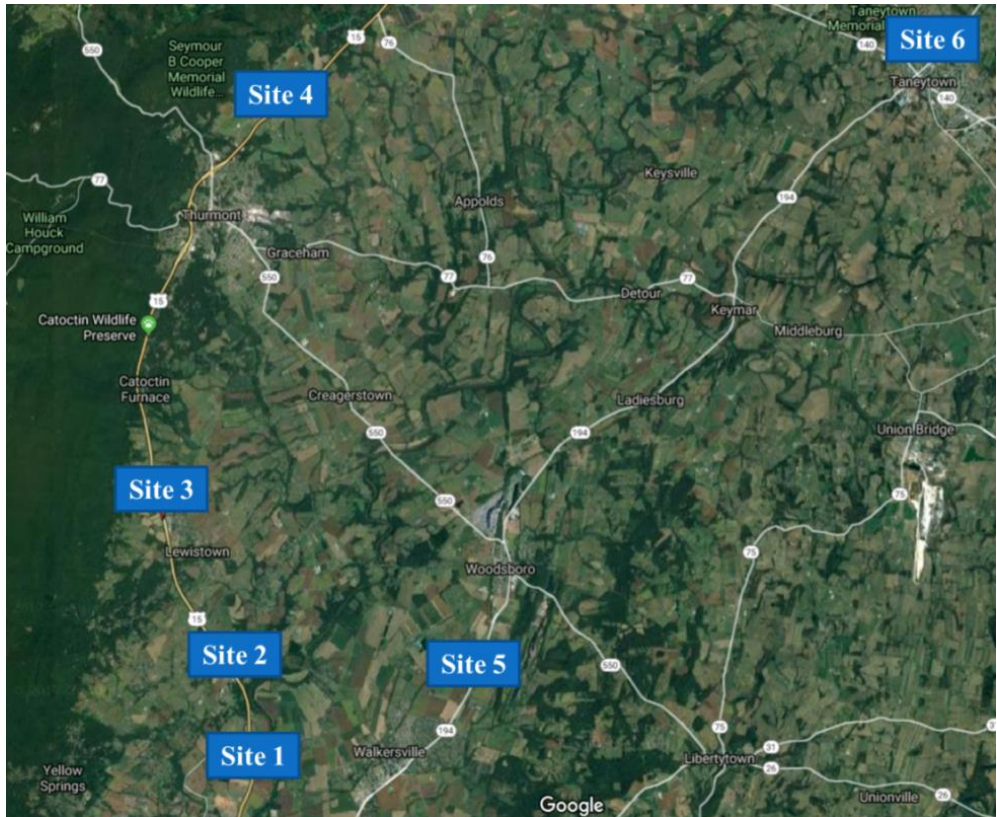 Taneytown
Memorial
140
Site 6
15
76
550
Seymour
B Cooper
Memorial
Wildlife...
Site 4
Taneytown
140
Keysville
77
194
Appolds
William
Houck
Campground
Thurmont
Graceham
76
550
77
77
Detour
15
Keymar
Catoctin Wildlife
Preserve
Middleburg
Catoctin
Furnace
Creagerstown
Ladiesburg
550
194
Union Bridge
Site 3
550
75
Lewistown
75
Woodsboro
15
Site 2
Site 5
550
194
75
Site 1
Walkersville
31
Libertytown
26
Yellow
Springs
Google
Unionville
26